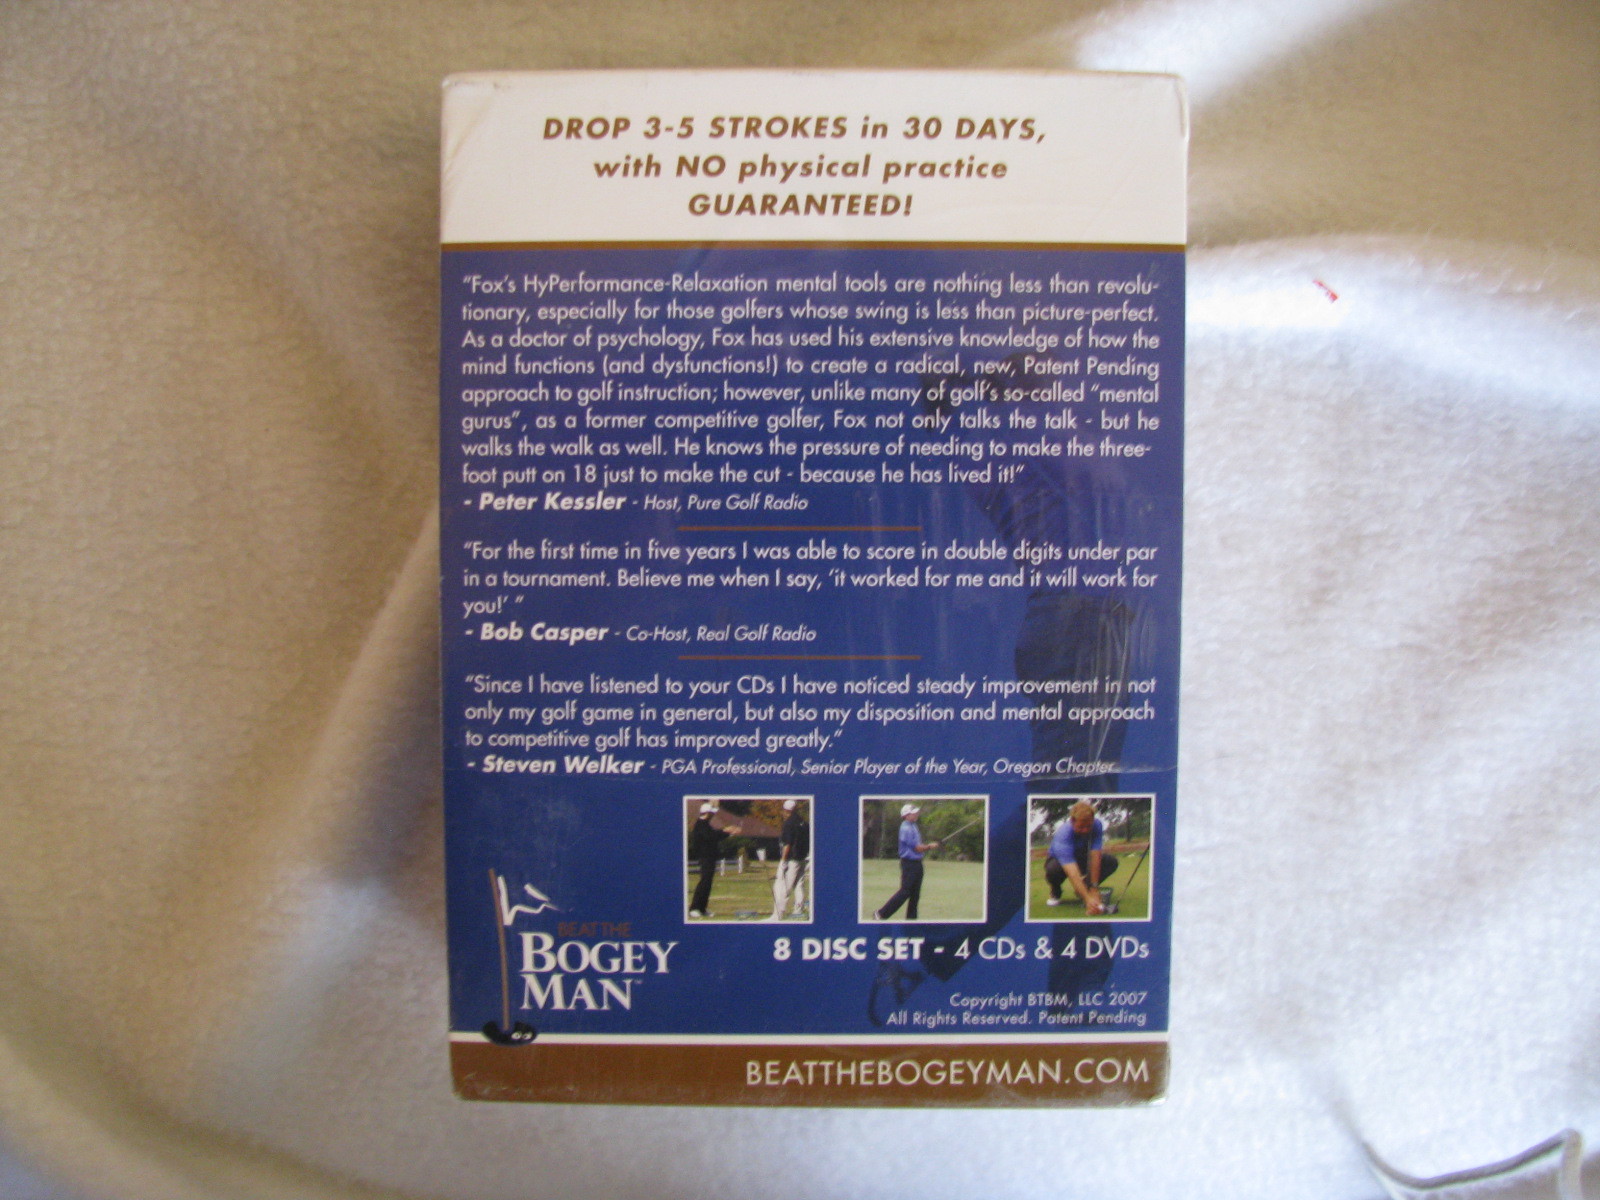 DROP 3-5 STROKES in 30 DAYS,
with NO physical practice
GUARANTEED!
"Fox's HyPerformance-Relaxation mental tools are nothing less than revolu-
tionary, especially for those golfers whose swing is less than picture-perfect.
As a doctor of psychology, Fox has used his extensive knowledge of how the
mind functions (and dysfunctions!) to create a radical, new, Patent Pending
approach to golf instruction; however, unlike many of golf's so-called "mental
gurus", as a former competitive golfer, Fox not only talks the talk - but he
walks the walk as well. He knows the pressure of needing to make the three-
foot putt on 18 just to make the cut - because he has lived it!"
- Peter Kessler - Host, Pure Golf Radio
"For the first time in five years I was able to score in double digits under par
in a tournament. Believe me when I say, 'it worked for me and it will work for
you!' "
- Bob Casper - Co-Host, Real Golf Radio
"Since I have listened to your CDs I have noticed steady improvement in not
only my golf game in general, but also my disposition and mental approach
to competitive golf has improved greatly."
- Steven Welker - PGA Professional, Senior Player of the Year, Oregon Chapter
BEAT THE
BOGEY
MAN™
8 DISC SET - 4 CDs & 4 DVDs
Copyright BTBM, LLC 2007
All Rights Reserved. Patent Pending
BEATTHEBOGEYMAN.COM